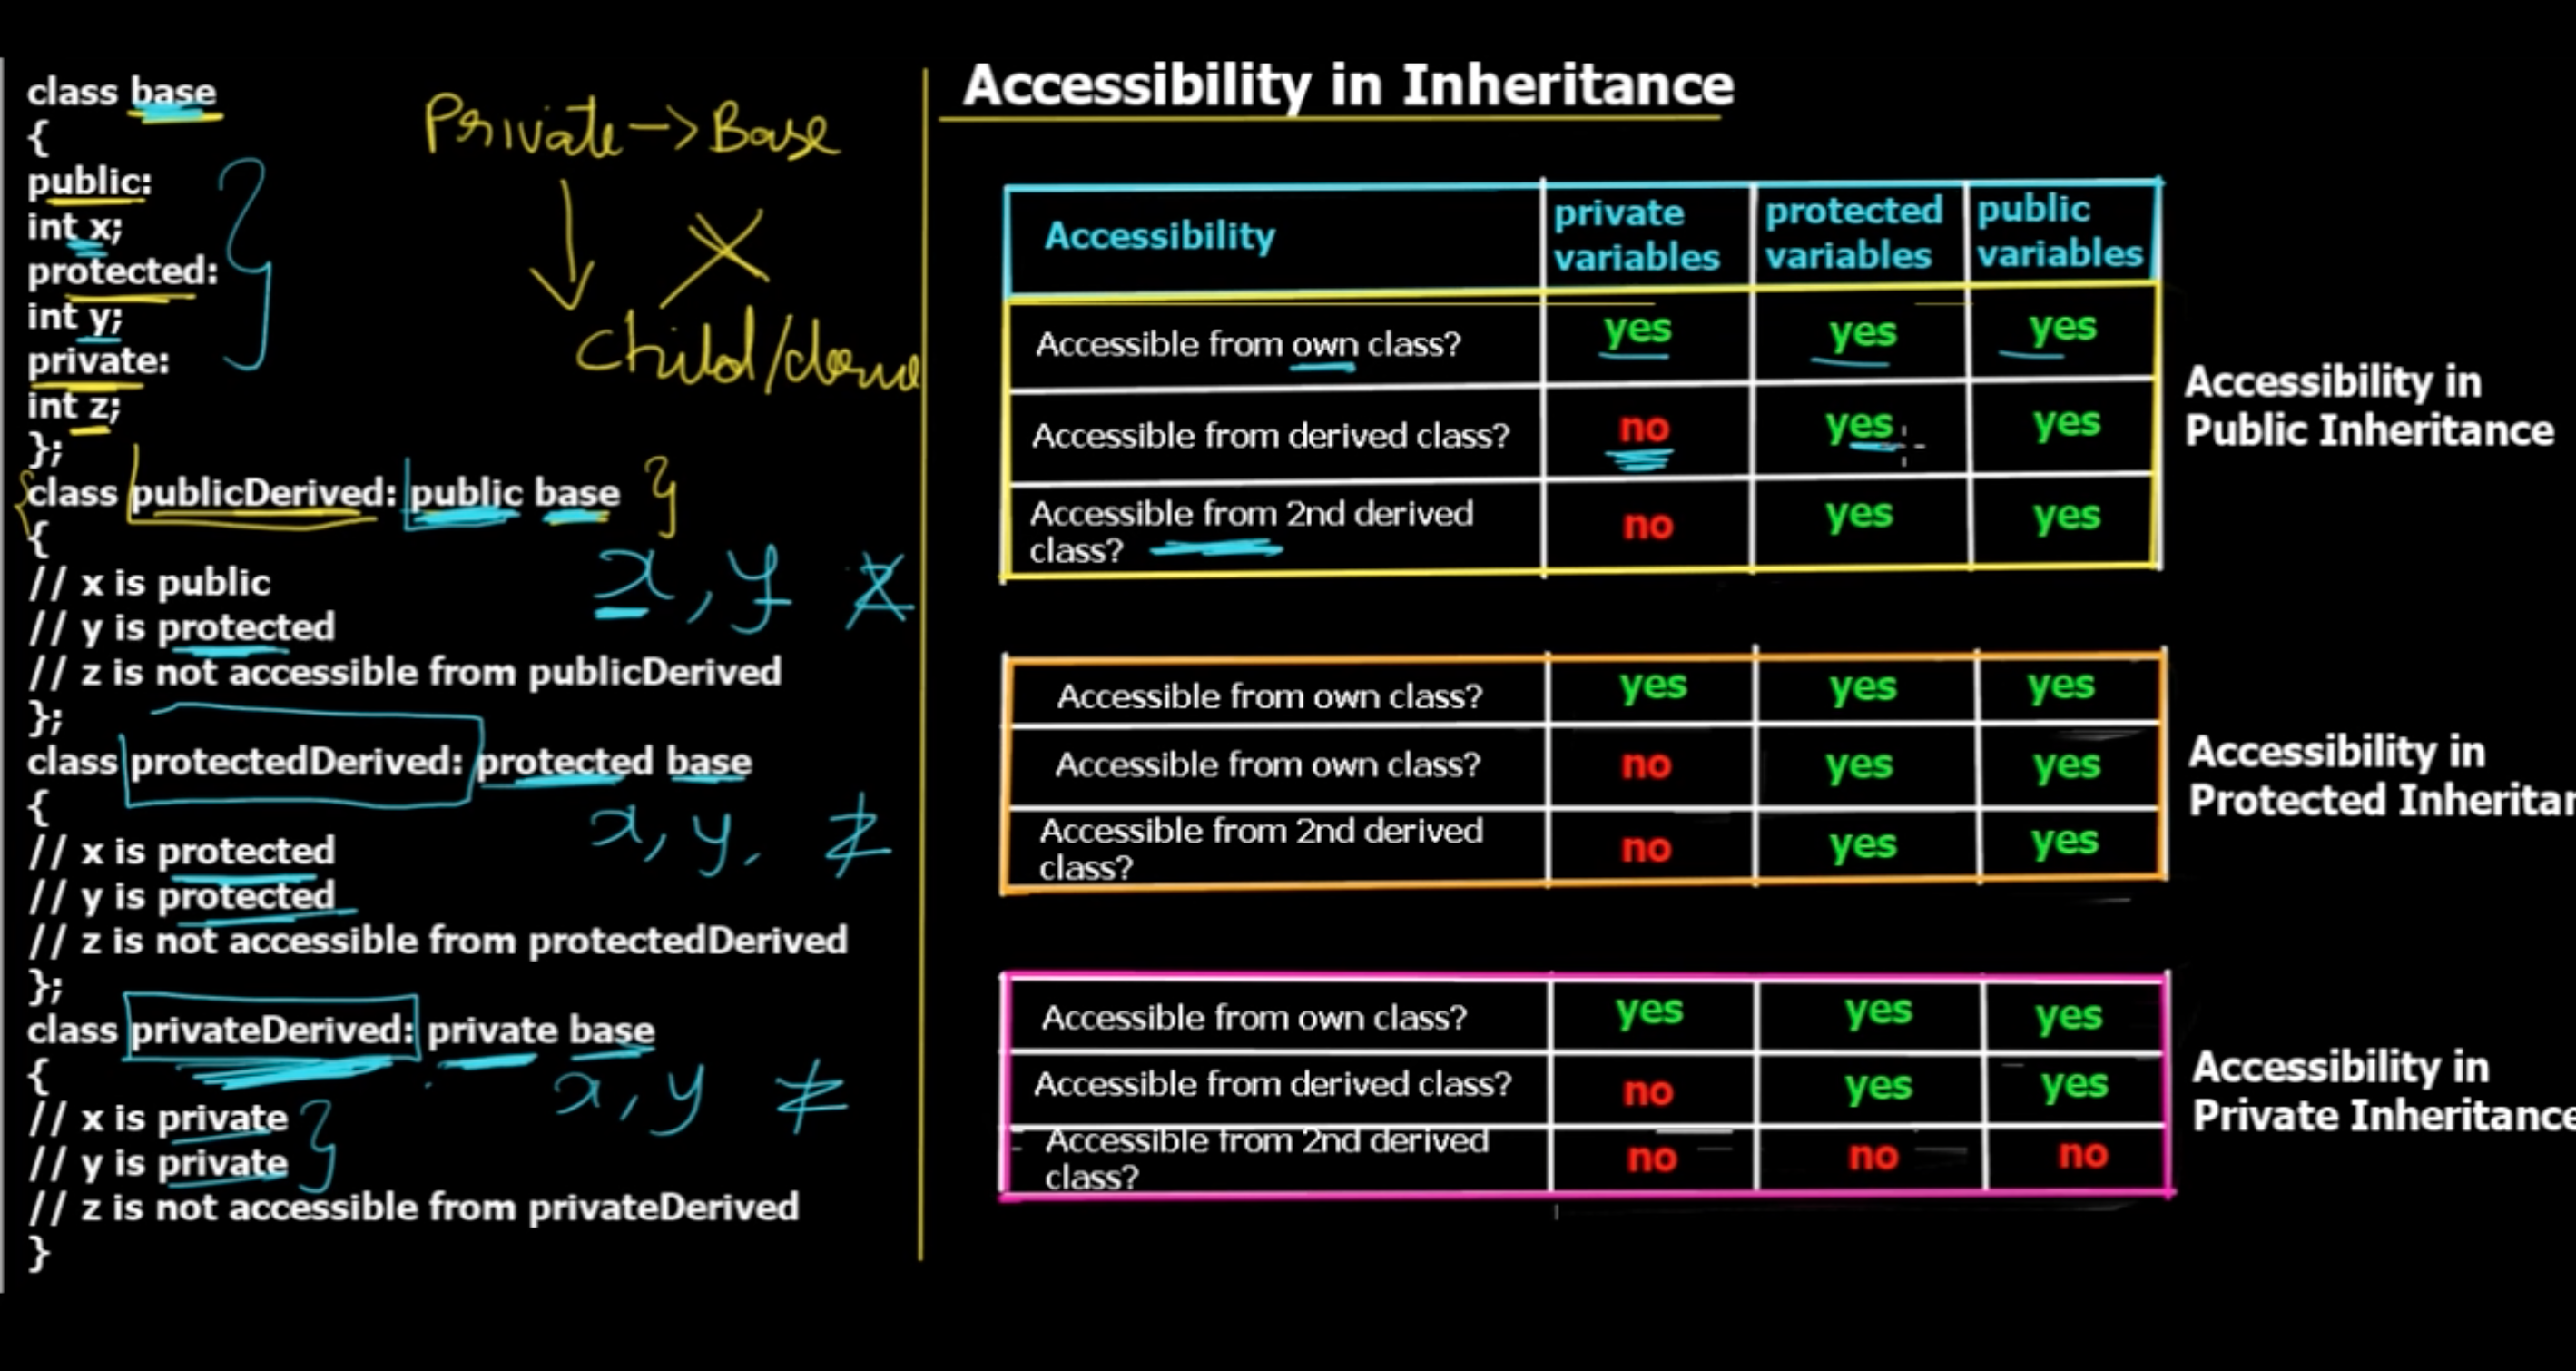 class base
{
public:
int x;
protected:
int y;
private:
int z;
};
class publicDerived: public base
{
// x is public
// y is protected
// z is not accessible from publicDerived
};
class protectedDerived: protected base
{
// x is protected
// y is protected
// z is not accessible from protectedDerived
};
class privateDerived: private base
{
// x is private
// y is private
// z is not accessible from privateDerived
}
Private -> Base
Child/
x, y z
x, y, z
x, y z
Accessibility in Inheritance
Accessibility private variables protected variables public variables
Accessible from own class? yes yes yes
Accessible from derived class? no yes yes
Accessible from 2nd derived class? no yes yes
Accessibility in
Public Inheritance
Accessible from own class? yes yes yes
Accessible from own class? no yes yes
Accessible from 2nd derived class? no yes yes
Accessibility in
Protected Inheritan
Accessible from own class? yes yes yes
Accessible from derived class? no yes yes
Accessible from 2nd derived class? no no no
Accessibility in
Private Inheritance